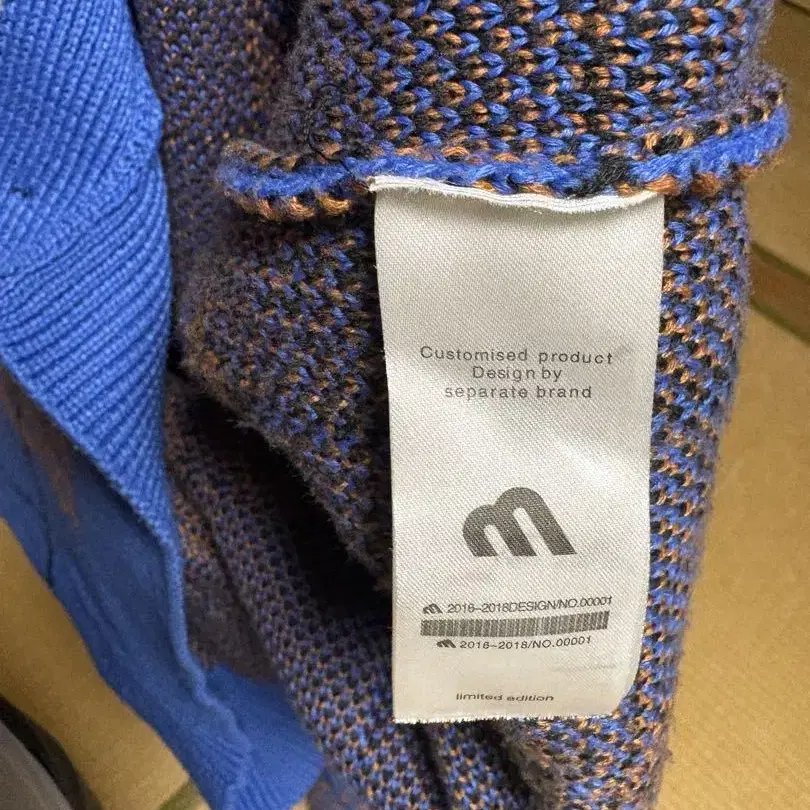 Customised product
Design by
separate brand
2016-2018DESIGN/NO.00001
2016-2018/NO.00001
limited edition